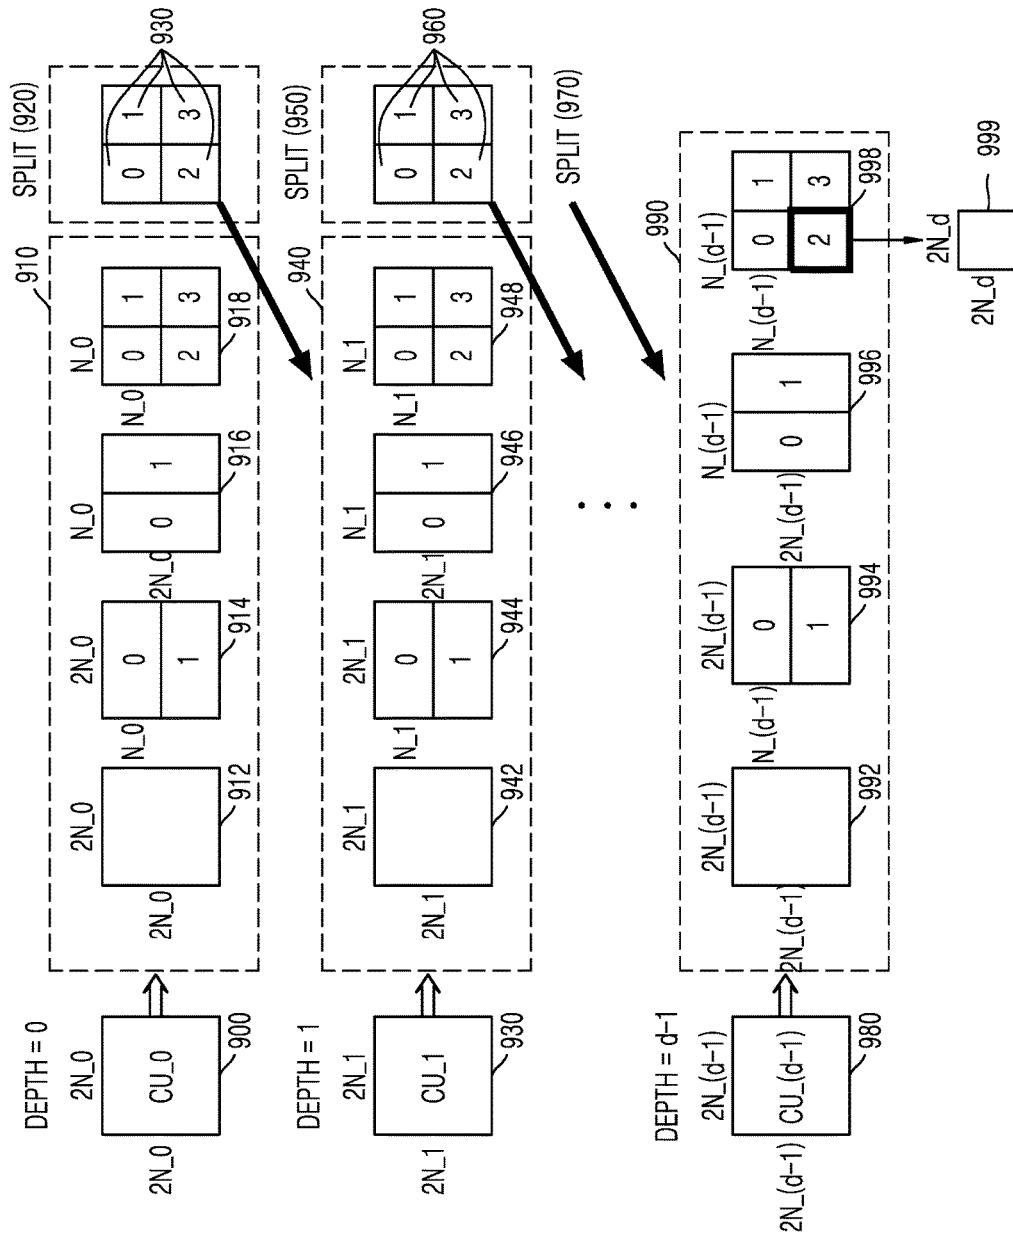 DEPTH = 0
2N_0
2N_0
CU_0
900
910
2N_0
2N_0
912
2N_0
N_0
0
1
914
N_0
2N_0
0
1
916
N_0
N_0
0
1
2
3
918
SPLIT (920)
0
1
2
3
930
DEPTH = 1
2N_1
2N_1
CU_1
930
940
2N_1
2N_1
942
2N_1
N_1
0
1
944
N_1
2N_1
0
1
946
N_1
N_1
0
1
2
3
948
SPLIT (950)
0
1
2
3
960
SPLIT (970)
DEPTH = d-1
2N_(d-1)
2N_(d-1)
CU_(d-1)
980
990
2N_(d-1)
2N_(d-1)
992
2N_(d-1)
N_(d-1)
0
1
994
N_(d-1)
2N_(d-1)
0
1
996
N_(d-1)
N_(d-1)
0
1
2
3
998
2N_d
2N_d
999